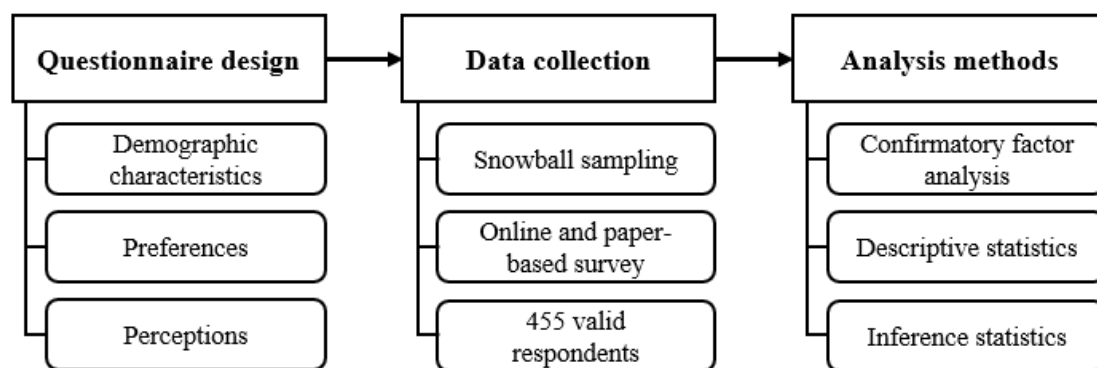 Questionnaire design
Demographic
characteristics
Preferences
Perceptions
Data collection
Snowball sampling
Online and paper-
based survey
455 valid
respondents
Analysis methods
Confirmatory factor
analysis
Descriptive statistics
Inference statistics